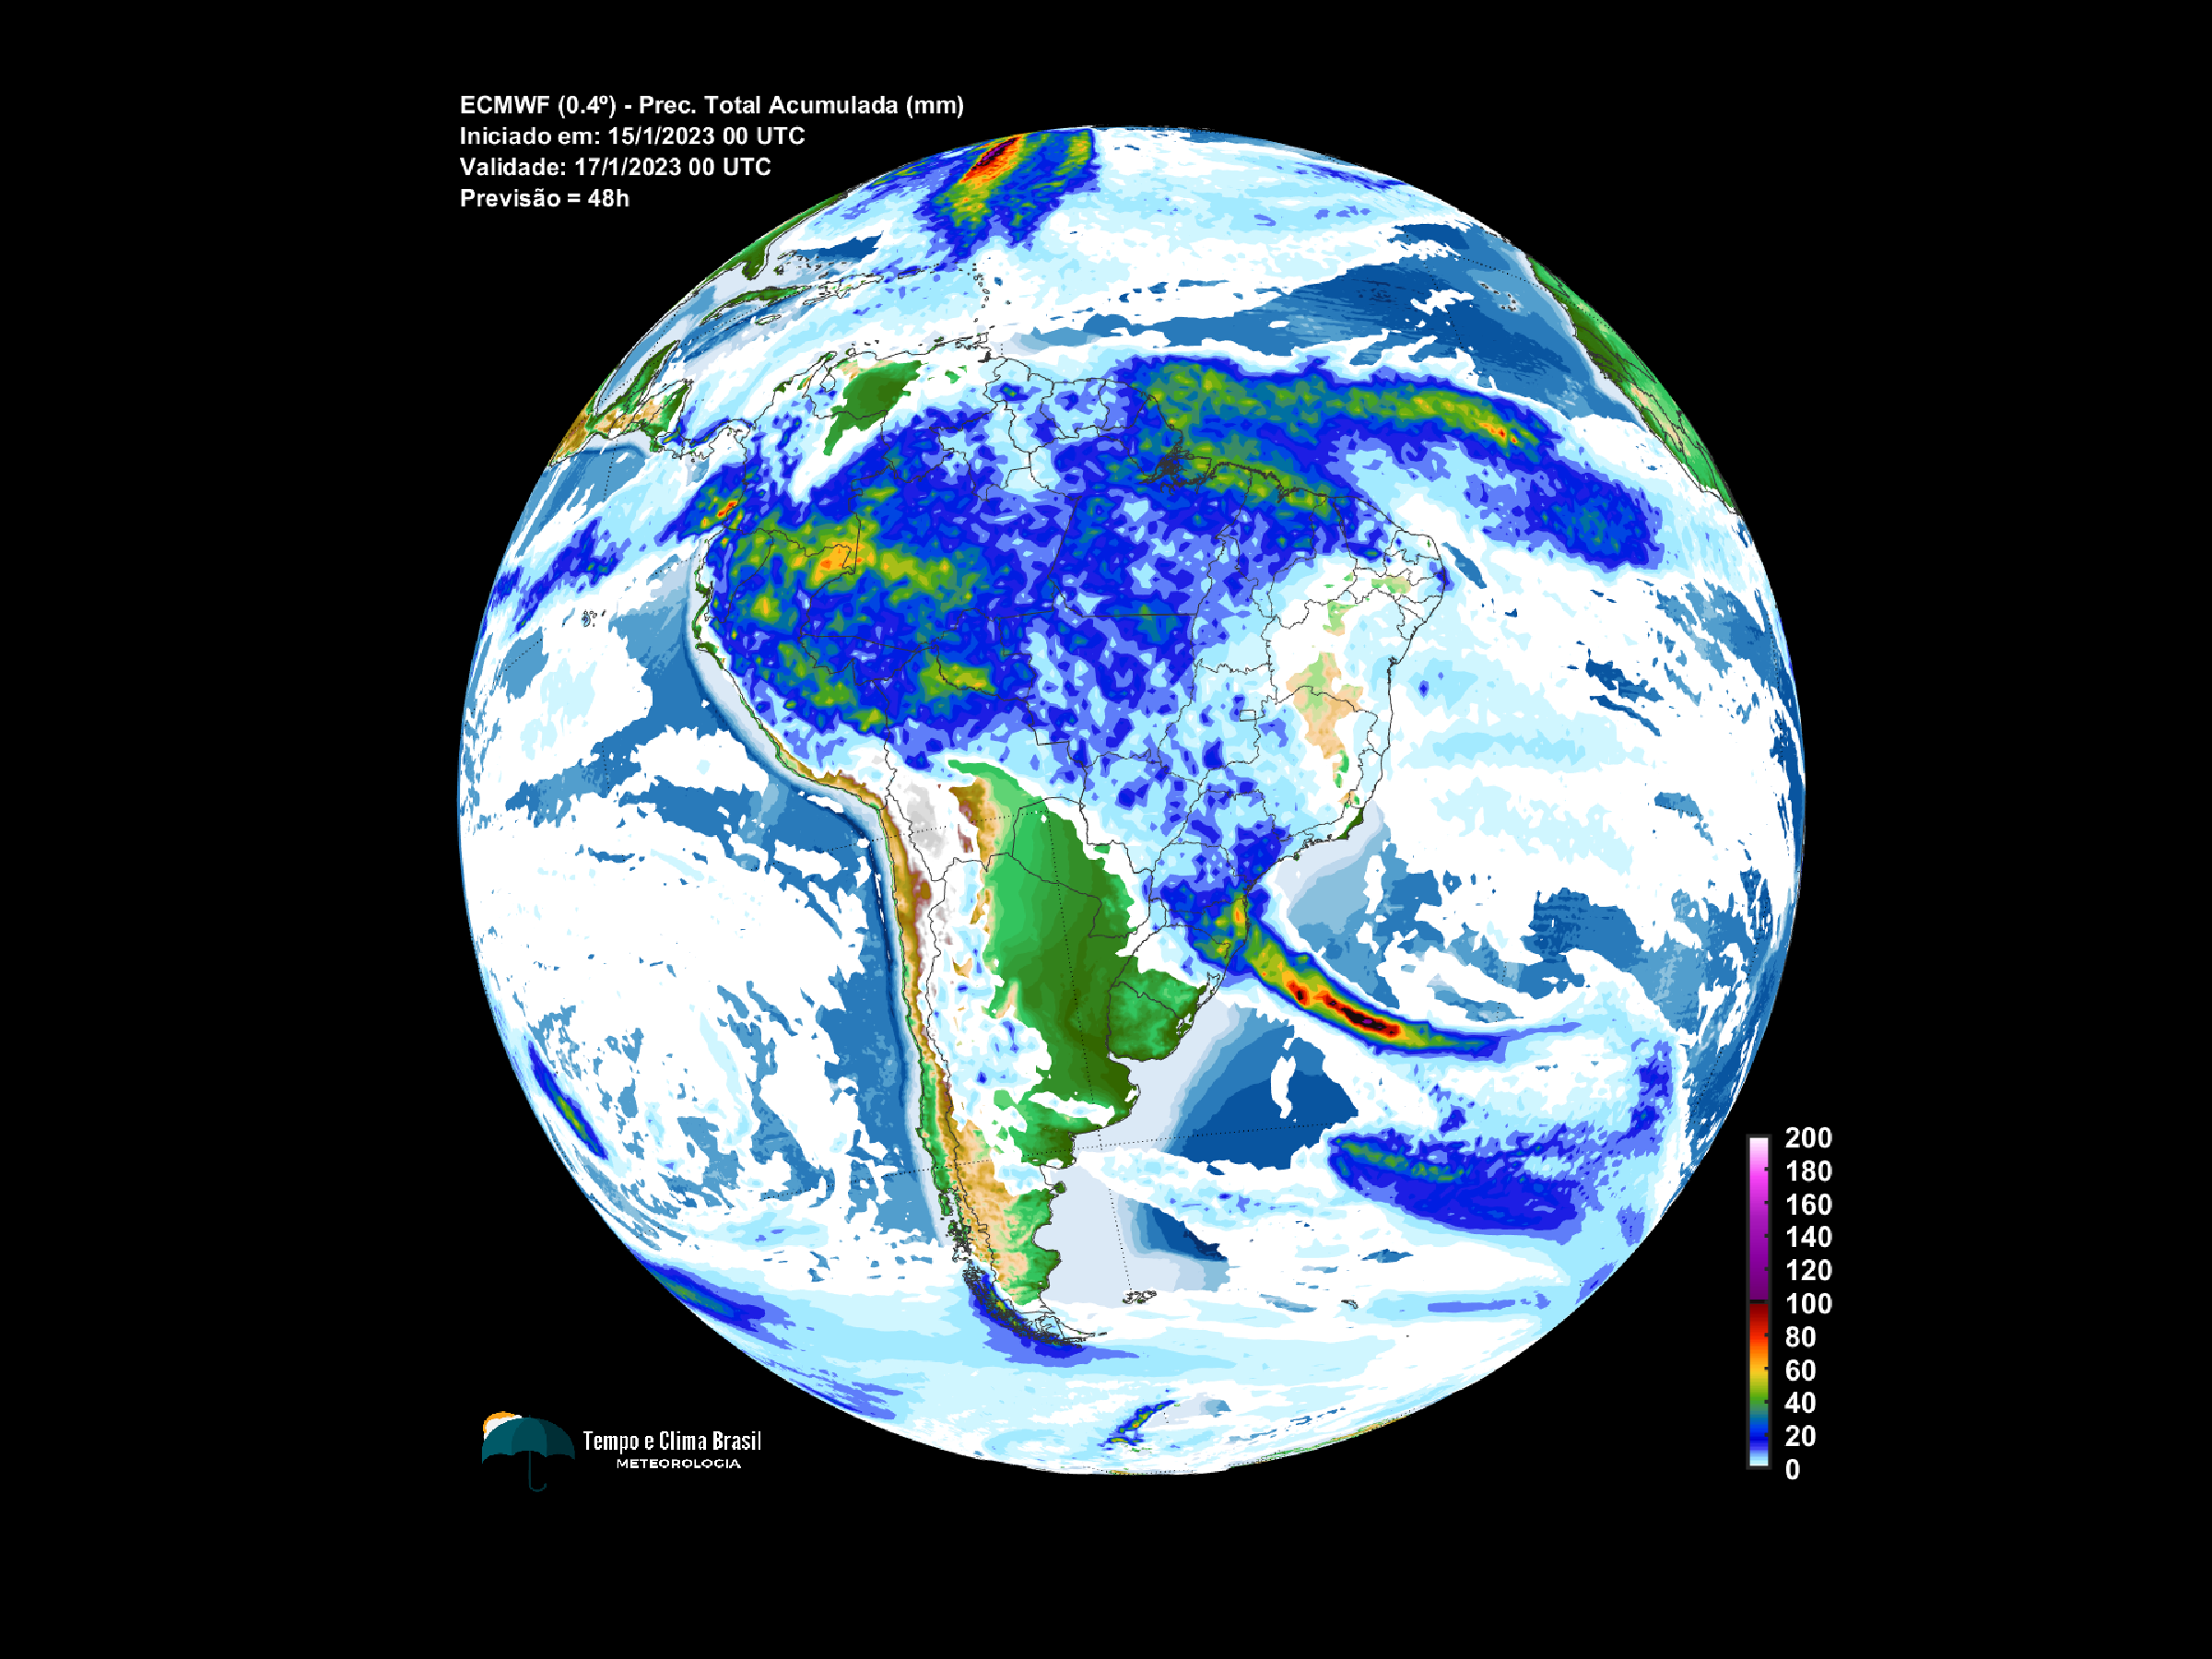 ECMWF (0.4º) - Prec. Total Acumulada (mm)
Iniciado em: 15/1/2023 00 UTC
Validade: 17/1/2023 00 UTC
Previsão = 48h
200
180
160
140
120
100
80
60
40
20
0
Tempo e Clima Brasil
METEOROLOGIA